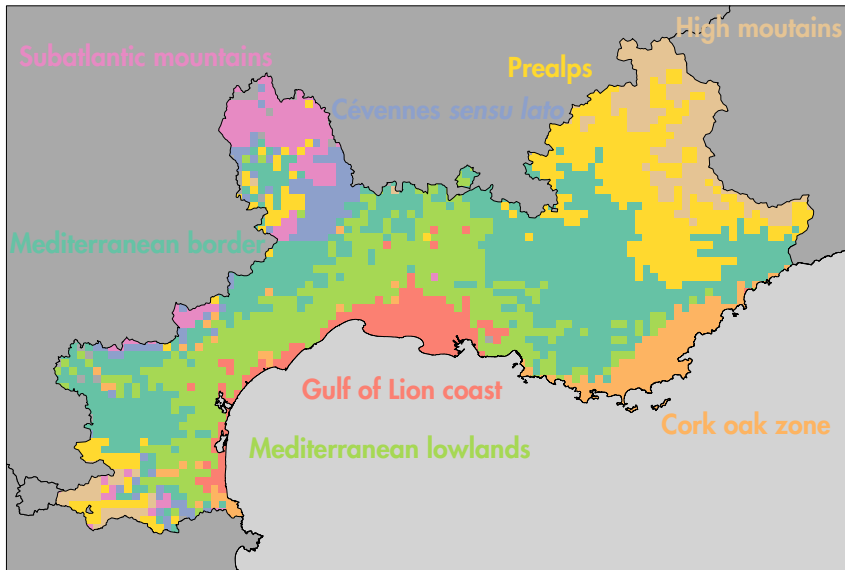 High moutains
Subatlantic mountains
Prealps
Cévennes sensu lato
Mediterranean border
Gulf of Lion coast
Cork oak zone
Mediterranean lowlands